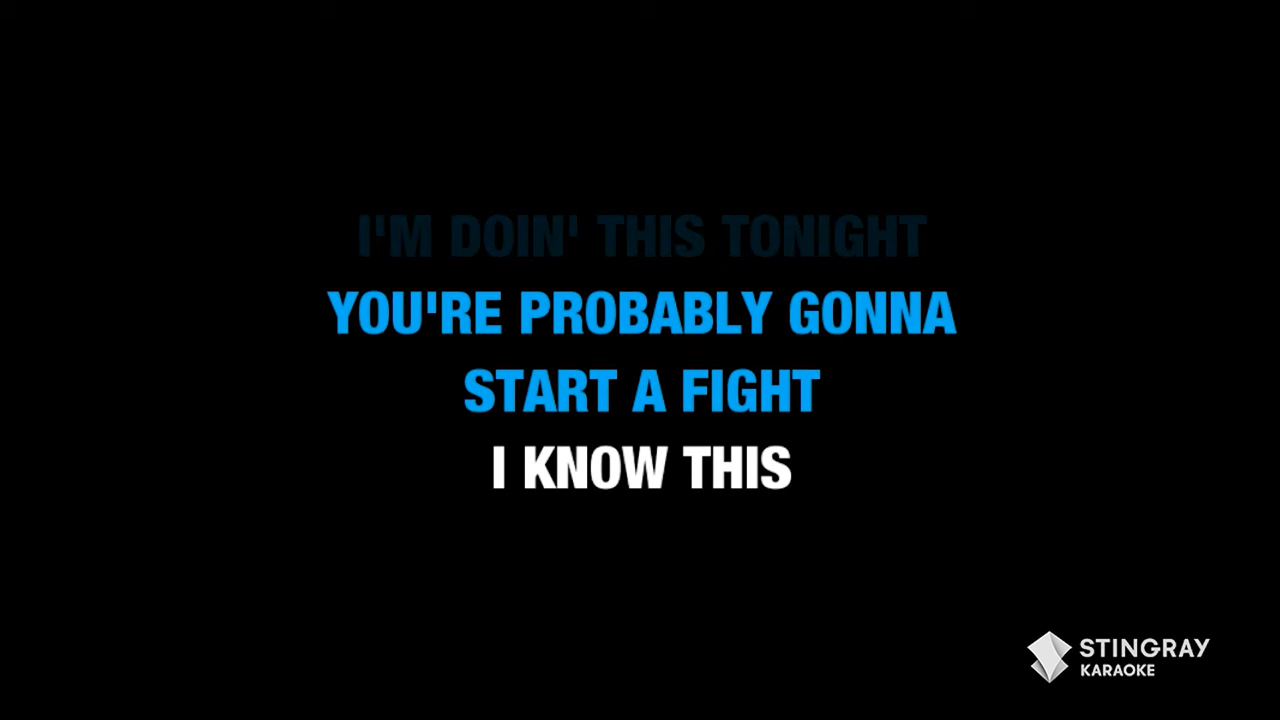 I'M DOIN' THIS TONIGHT
YOU'RE PROBABLY GONNA
START A FIGHT
I KNOW THIS
STINGRAY
KARAOKE